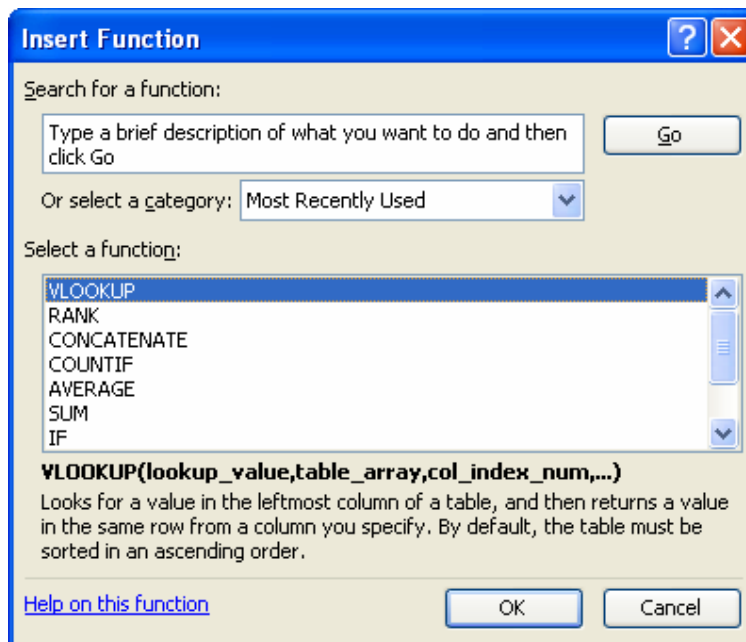 Insert Function
Search for a function:
Type a brief description of what you want to do and then
click Go
Go
Or select a category: Most Recently Used
Select a function:
VLOOKUP
RANK
CONCATENATE
COUNTIF
AVERAGE
SUM
IF
VLOOKUP(lookup_value,table_array,col_index_num,...)
Looks for a value in the leftmost column of a table, and then returns a value
in the same row from a column you specify. By default, the table must be
sorted in an ascending order.
Help on this function
OK
Cancel